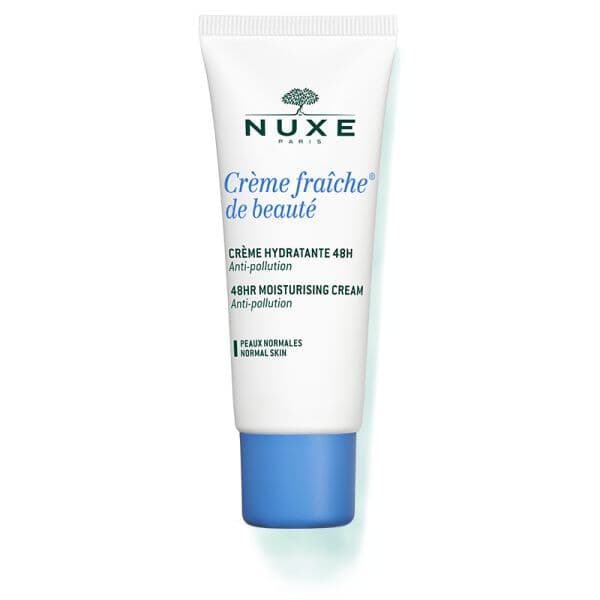 NUXE
PARIS
Crème fraîche®
de beauté
CRÈME HYDRATANTE 48H
Anti-pollution
48HR MOISTURISING CREAM
Anti-pollution
PEAUX NORMALES
NORMAL SKIN